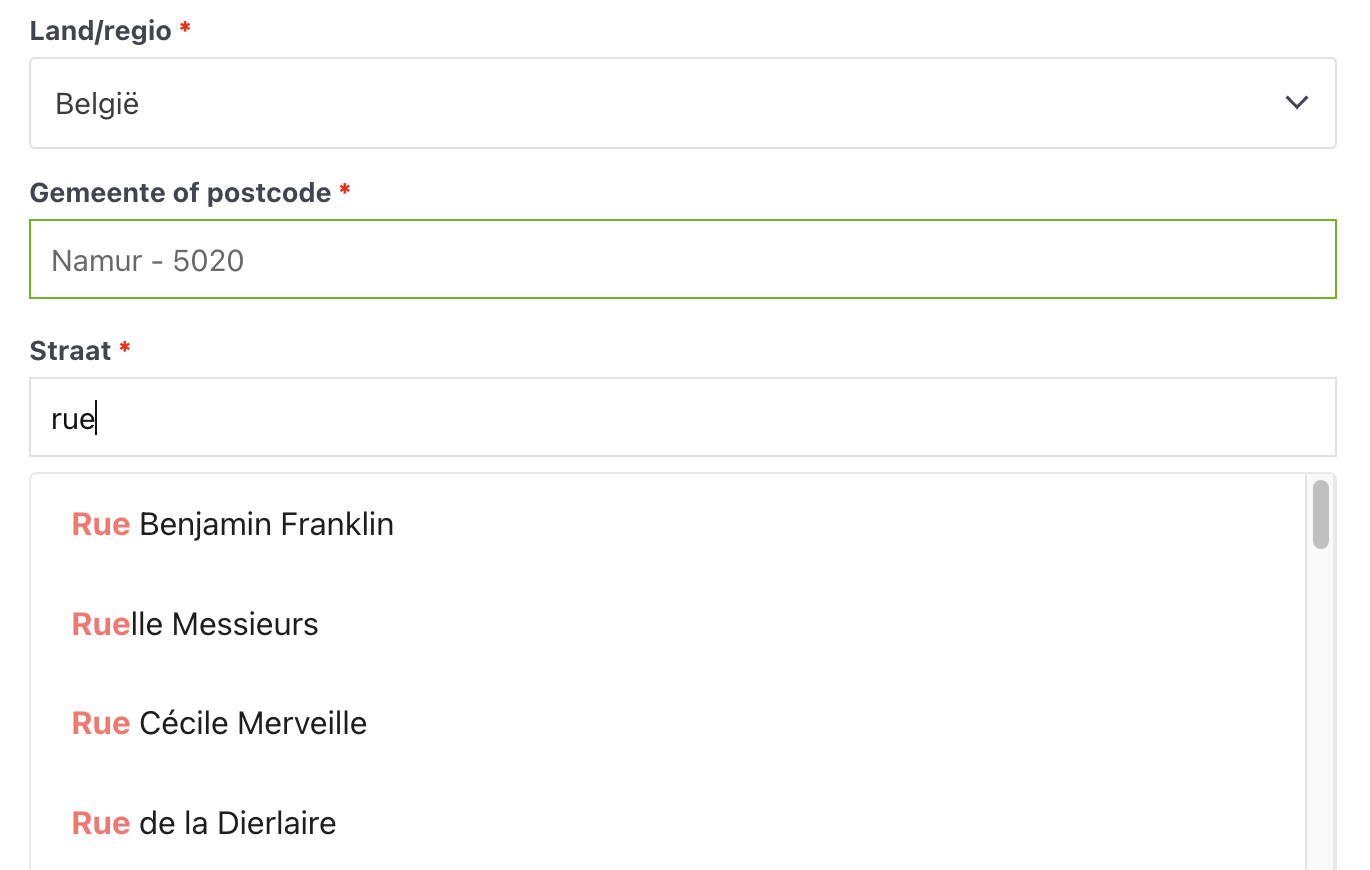 Land/regio *
België
Gemeente of postcode *
Namur - 5020
Straat *
rue
Rue Benjamin Franklin
Ruelle Messieurs
Rue Cécile Merveille
Rue de la Dierlaire